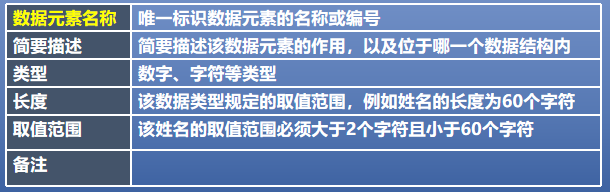 数据元素名称 唯一标识数据元素的名称或编号
简要描述 简要描述该数据元素的作用，以及位于哪一个数据结构内
类型 数字、字符等类型
长度 该数据类型规定的取值范围，例如姓名的长度为60个字符
取值范围 该姓名的取值范围必须大于2个字符且小于60个字符
备注